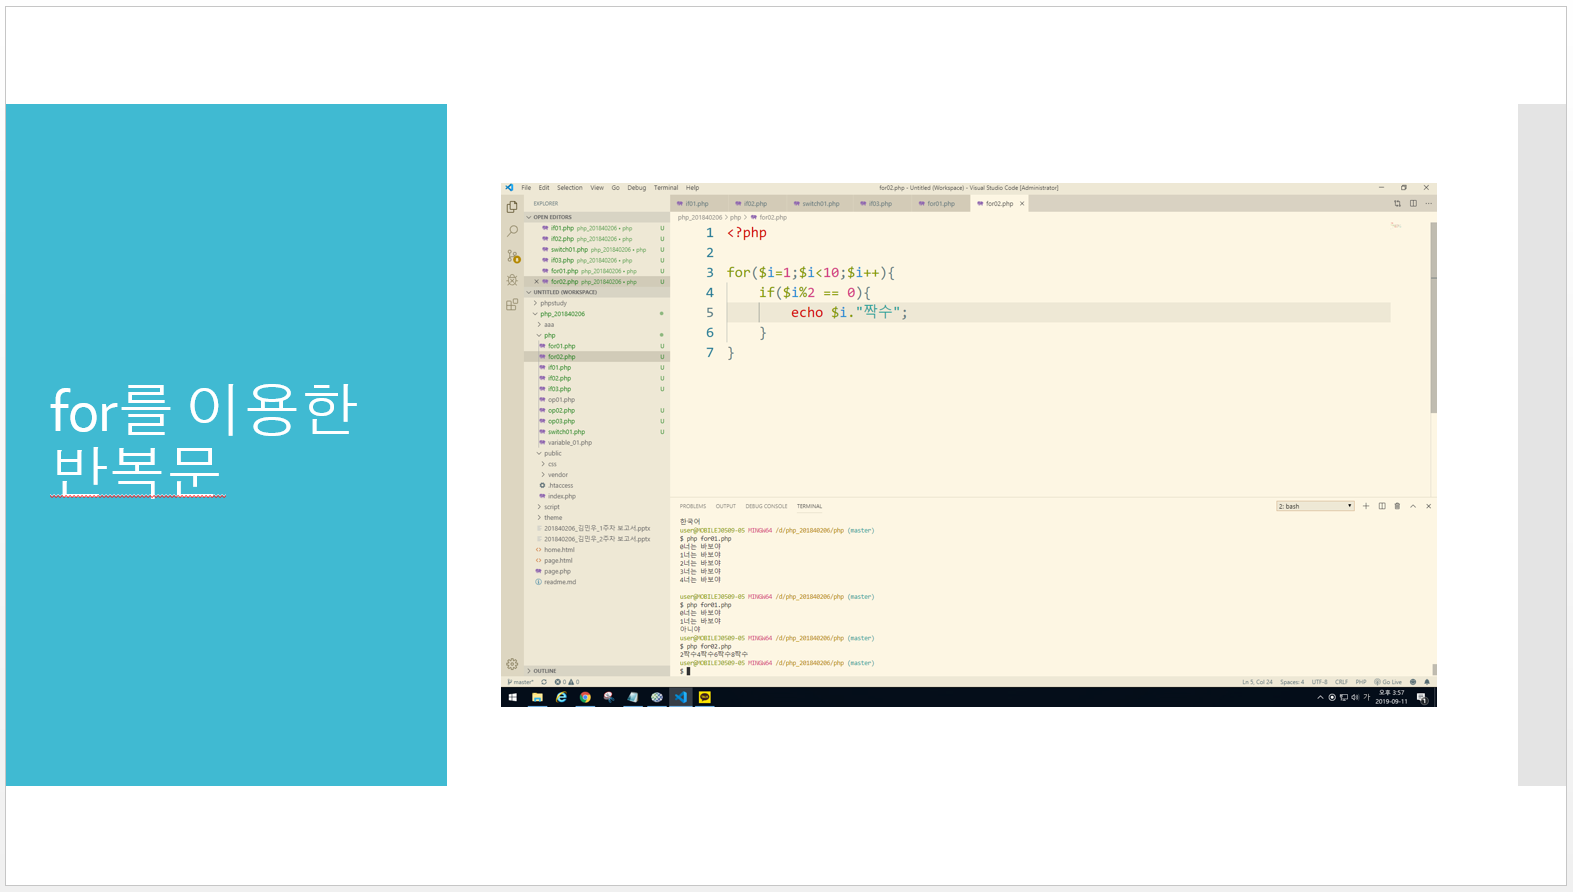 for를 이용한
반복문
File Edit Selection View Go Debug Terminal Help
for02.php - Untitled (Workspace) - Visual Studio Code [Administrator]
EXPLORER
OPEN EDITORS
if01.php php_201840206 • php U
if02.php php_201840206 • php U
switch01.php php_201840206 • php U
if03.php php_201840206 • php U
for01.php php_201840206 • php U
for02.php php_201840206 • php U
UNTITLED (WORKSPACE)
phpstudy
php_201840206
aaa
php
for01.php U
for02.php U
if01.php U
if02.php U
if03.php U
op01.php
op02.php U
op03.php U
switch01.php U
variable_01.php
public
css
vendor
.htaccess
index.php
script
theme
201840206_김민우_1주차 보고서.pptx
201840206_김민우_2주차 보고서.pptx
home.html
page.html
page.php
readme.md
OUTLINE
if01.php if02.php switch01.php if03.php for01.php for02.php
php_201840206 > php > for02.php
1 <?php
2
3 for($i=1;$i<10;$i++){
4 if($i%2 == 0){
5 echo $i."짝수";
6 }
7 }
PROBLEMS OUTPUT DEBUG CONSOLE TERMINAL
2: bash
한국어
user@MOBILEJ0509-05 MINGW64 /d/php_201840206/php (master)
$ php for01.php
0너는 바보야
1너는 바보야
2너는 바보야
3너는 바보야
4너는 바보야
user@MOBILEJ0509-05 MINGW64 /d/php_201840206/php (master)
$ php for01.php
0너는 바보야
1너는 바보야
아니야
user@MOBILEJ0509-05 MINGW64 /d/php_201840206/php (master)
$ php for02.php
2짝수4짝수6짝수8짝수
user@MOBILEJ0509-05 MINGW64 /d/php_201840206/php (master)
$
master* 0 0
Ln 5, Col 24 Spaces: 4 UTF-8 CRLF PHP Go Live
가
오후 3:57
2019-09-11